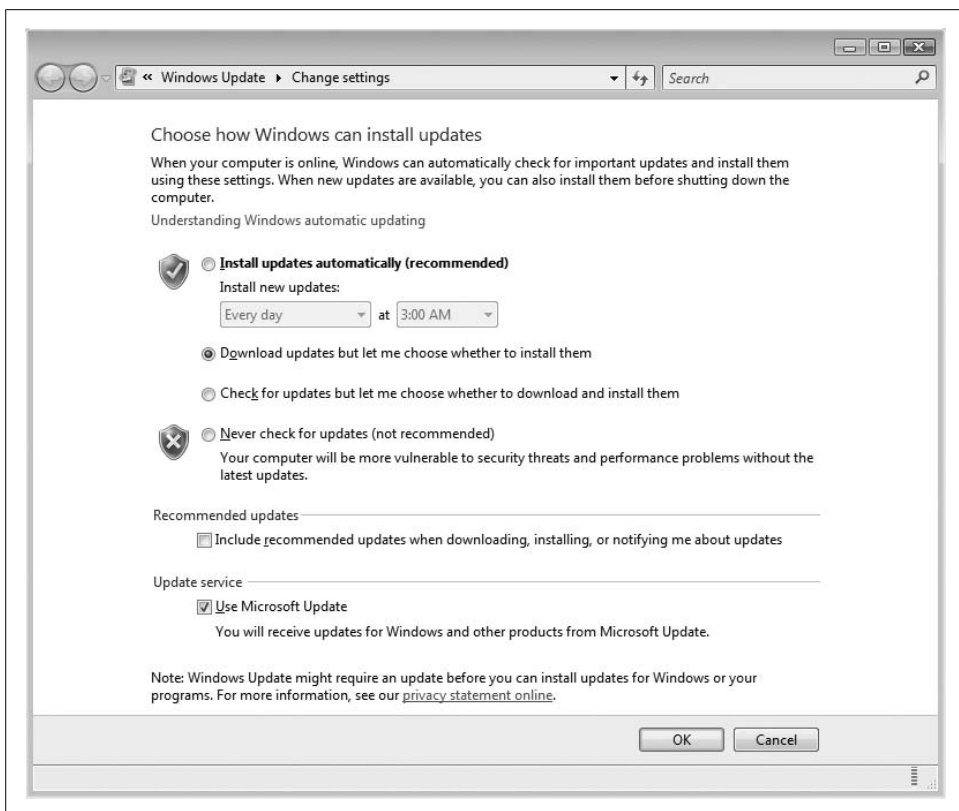 « Windows Update ▸ Change settings
Search
Choose how Windows can install updates
When your computer is online, Windows can automatically check for important updates and install them
using these settings. When new updates are available, you can also install them before shutting down the
computer.
Understanding Windows automatic updating
Install updates automatically (recommended)
Install new updates:
Every day at 3:00 AM
Download updates but let me choose whether to install them
Check for updates but let me choose whether to download and install them
Never check for updates (not recommended)
Your computer will be more vulnerable to security threats and performance problems without the
latest updates.
Recommended updates
Include recommended updates when downloading, installing, or notifying me about updates
Update service
Use Microsoft Update
You will receive updates for Windows and other products from Microsoft Update.
Note: Windows Update might require an update before you can install updates for Windows or your
programs. For more information, see our privacy statement online.
OK Cancel